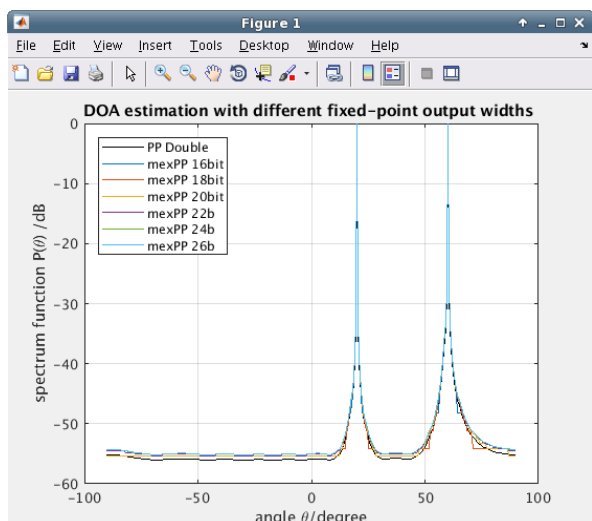 Figure 1
File Edit View Insert Tools Desktop Window Help
DOA estimation with different fixed-point output widths
PP Double
mexPP 16bit
mexPP 18bit
mexPP 20bit
mexPP 22b
mexPP 24b
mexPP 26b
spectrum function P(θ) /dB
0
-10
-20
-30
-40
-50
-60
-100 -50 0 50 100
angle θ/degree